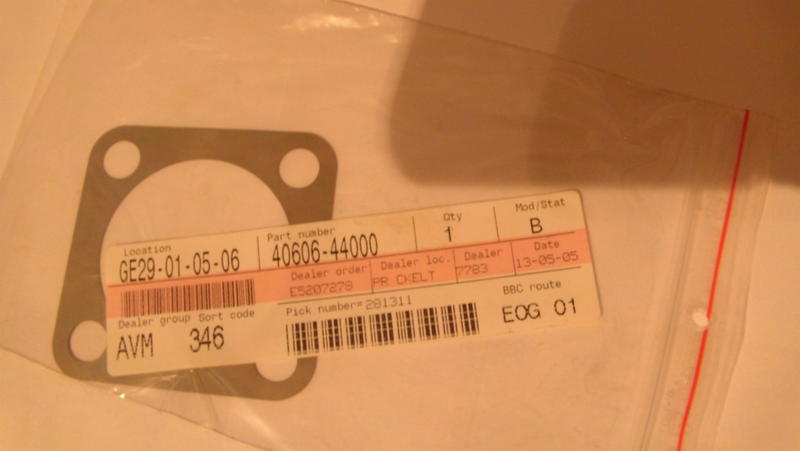 Location Part number Qty Mod/Stat
GE29-01-05-06 40606-44000 1 B
Dealer order Dealer loc. Dealer Date
E5207278 PR CKELT 7783 13-05-05
Dealer group Sort code Pick number=281311 BBC route
AVM 346 EOG 01